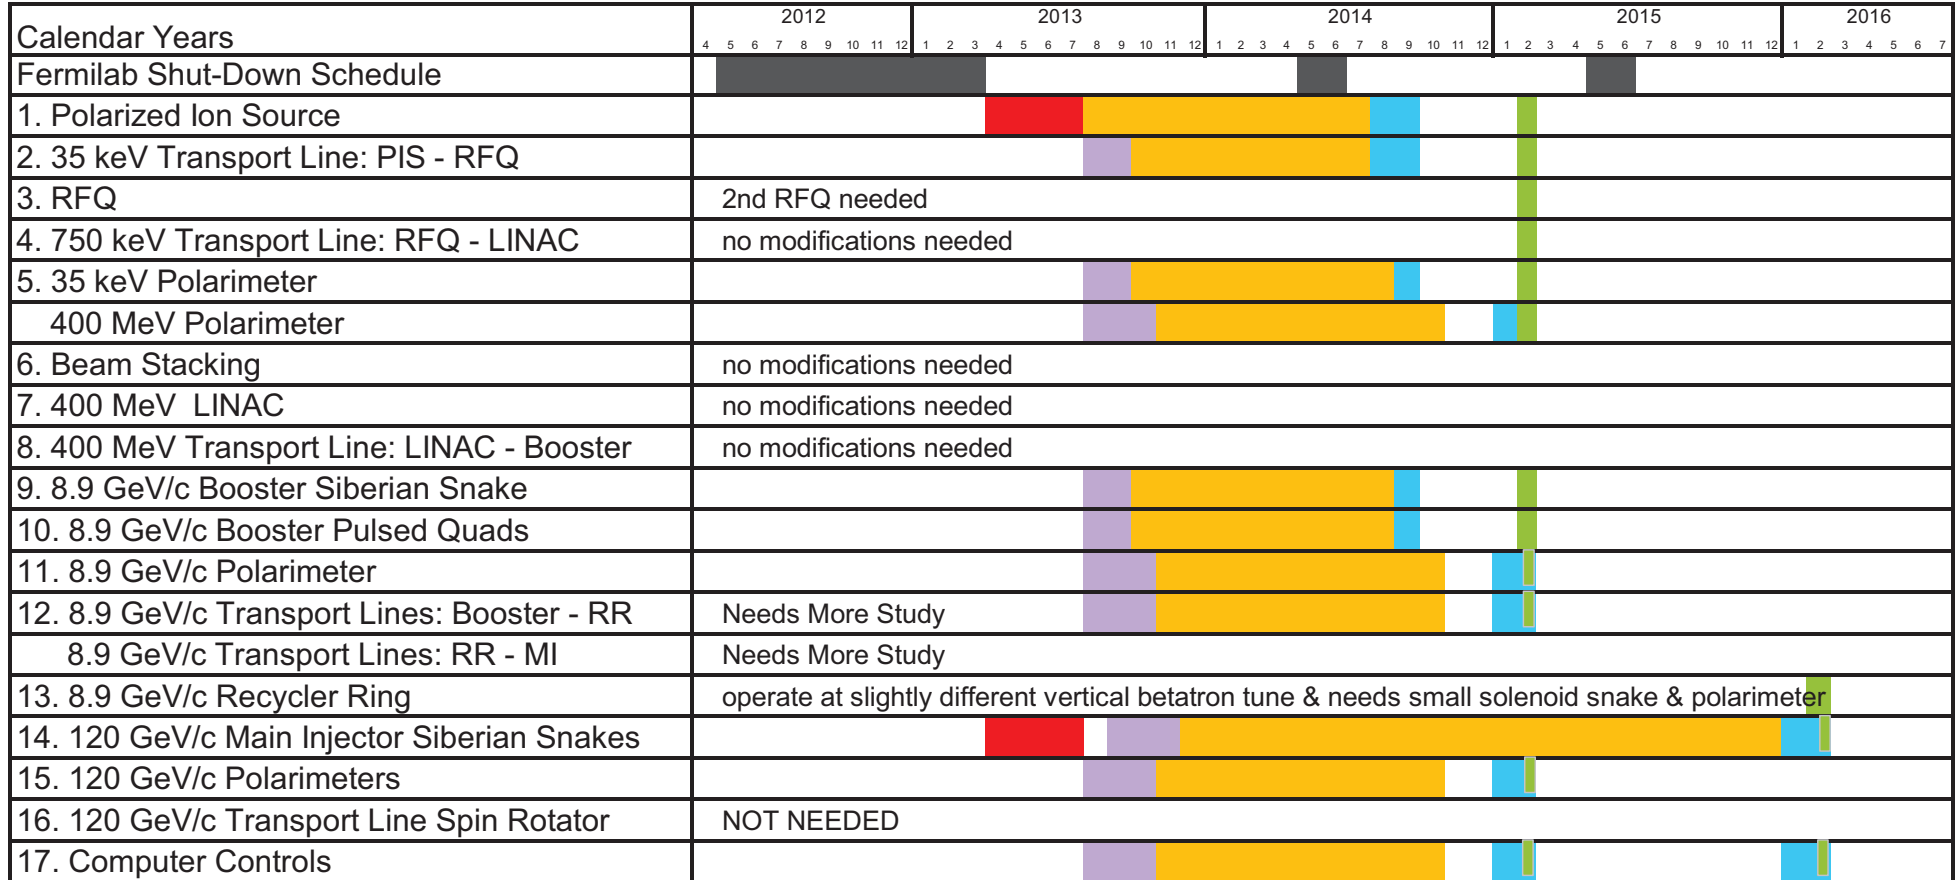 2012 2013 2014 2015 2016
Calendar Years 4 5 6 7 8 9 10 11 12 1 2 3 4 5 6 7 8 9 10 11 12 1 2 3 4 5 6 7 8 9 10 11 12 1 2 3 4 5 6 7 8 9 10 11 12 1 2 3 4 5 6 7
Fermilab Shut-Down Schedule
1. Polarized Ion Source
2. 35 keV Transport Line: PIS - RFQ
3. RFQ 2nd RFQ needed
4. 750 keV Transport Line: RFQ - LINAC no modifications needed
5. 35 keV Polarimeter
400 MeV Polarimeter
6. Beam Stacking no modifications needed
7. 400 MeV LINAC no modifications needed
8. 400 MeV Transport Line: LINAC - Booster no modifications needed
9. 8.9 GeV/c Booster Siberian Snake
10. 8.9 GeV/c Booster Pulsed Quads
11. 8.9 GeV/c Polarimeter
12. 8.9 GeV/c Transport Lines: Booster - RR Needs More Study
8.9 GeV/c Transport Lines: RR - MI Needs More Study
13. 8.9 GeV/c Recycler Ring operate at slightly different vertical betatron tune & needs small solenoid snake & polarimeter
14. 120 GeV/c Main Injector Siberian Snakes
15. 120 GeV/c Polarimeters
16. 120 GeV/c Transport Line Spin Rotator NOT NEEDED
17. Computer Controls